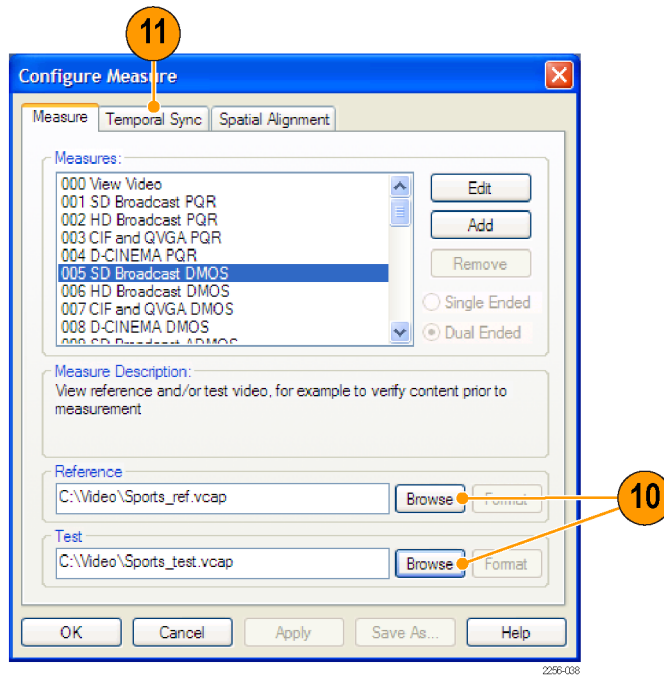 11
Configure Measure
Measure Temporal Sync Spatial Alignment
Measures:
000 View Video
001 SD Broadcast PQR
002 HD Broadcast PQR
003 CIF and QVGA PQR
004 D-CINEMA PQR
005 SD Broadcast DMOS
006 HD Broadcast DMOS
007 CIF and QVGA DMOS
008 D-CINEMA DMOS
009 SD Broadcast ADMOS
Edit
Add
Remove
Single Ended
Dual Ended
Measure Description:
View reference and/or test video, for example to verify content prior to
measurement
Reference
C:\Video\Sports_ref.vcap Browse Format
10
Test
C:\Video\Sports_test.vcap Browse Format
OK Cancel Apply Save As... Help
2256-038